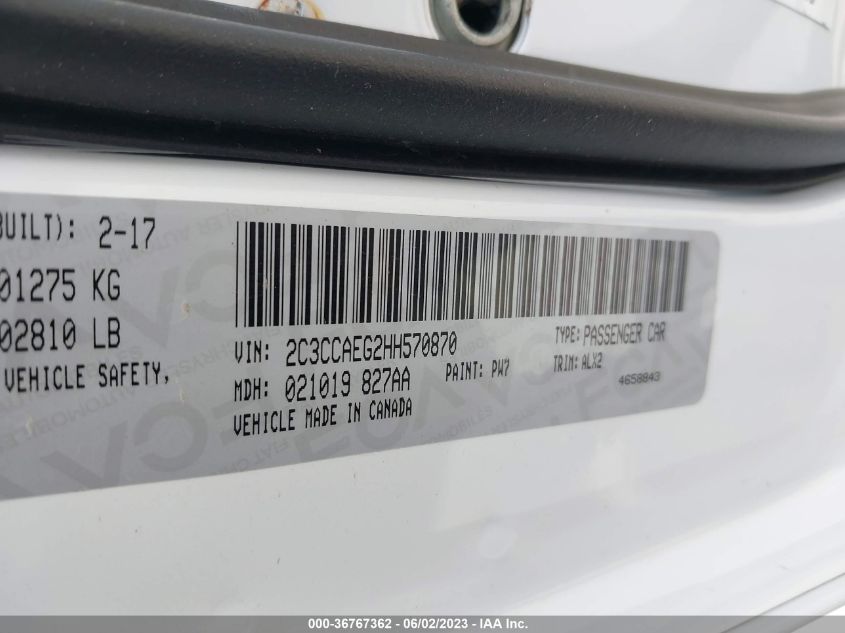 BUILT): 2-17
01275 KG
02810 LB
VEHICLE SAFETY,
VIN: 2C3CCAEG2HH570870
TYPE: PASSENGER CAR
MDH: 021019 827AA
PAINT: PW7
TRIM: ALX2
VEHICLE MADE IN CANADA
4658843
000-36767362 - 06/02/2023 - IAA Inc.